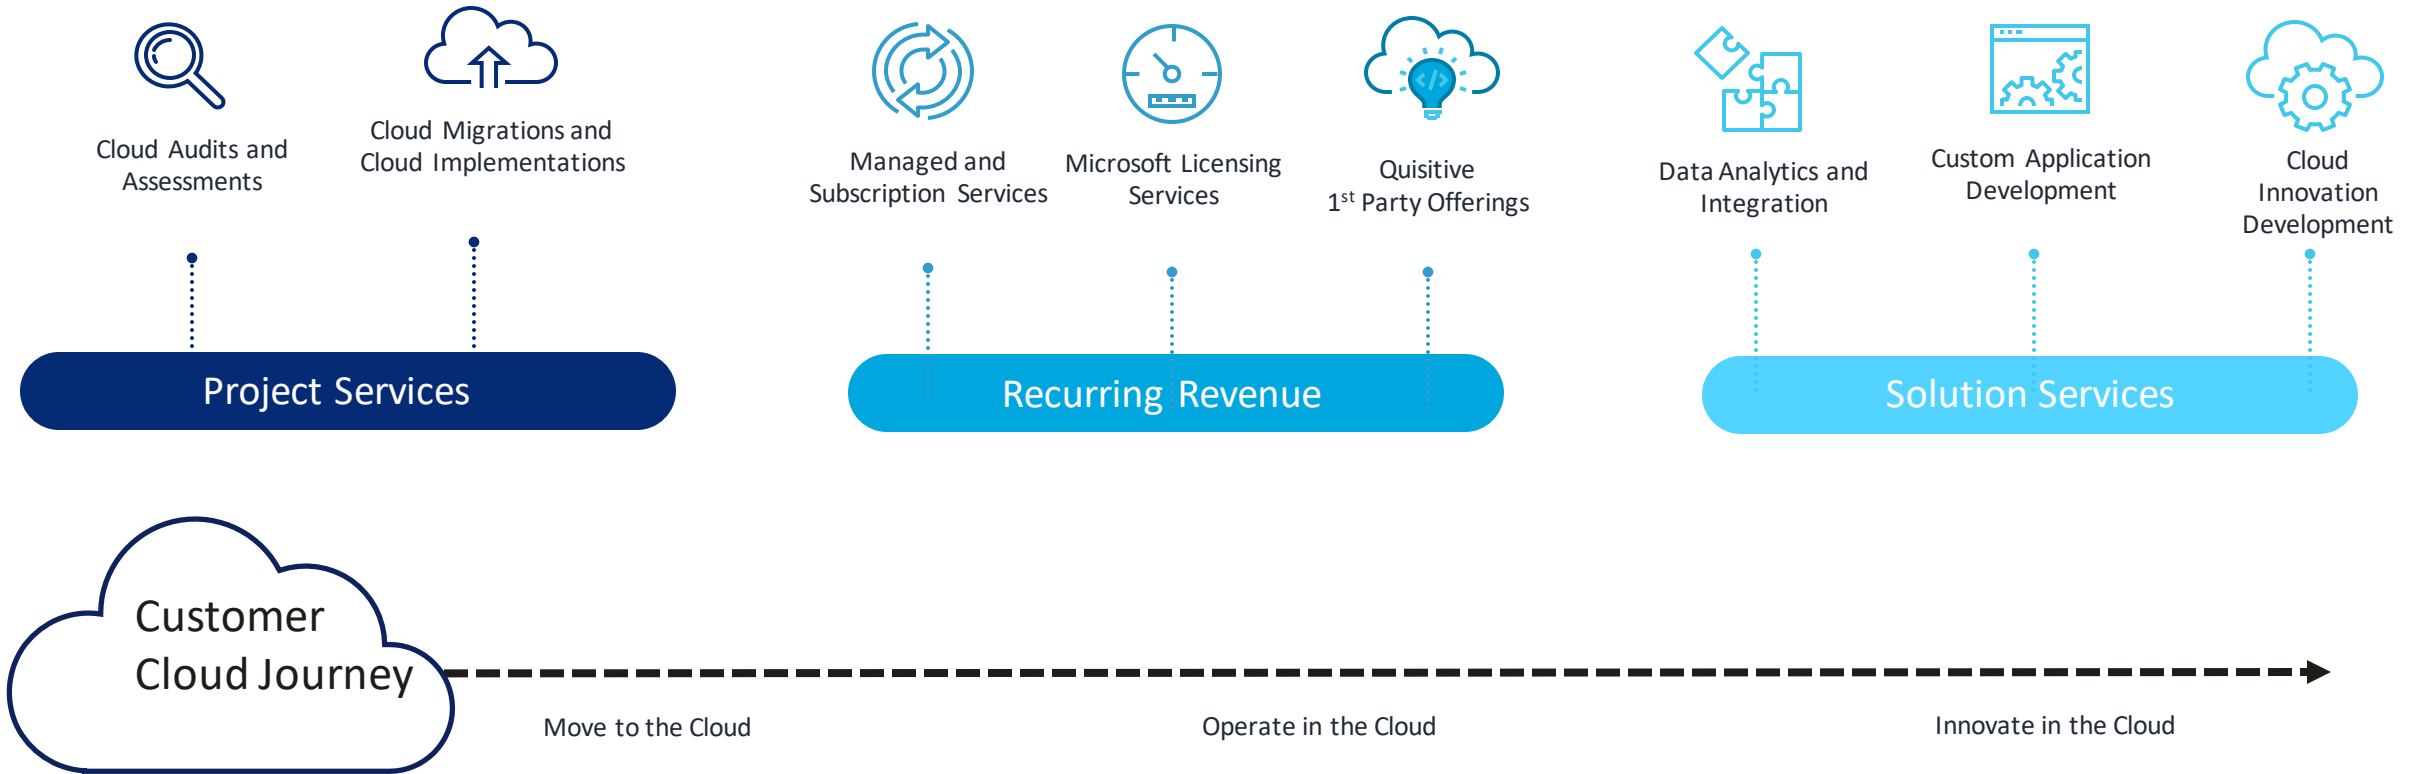 Cloud Audits and
Assessments
Cloud Migrations and
Cloud Implementations
Managed and
Subscription Services
Microsoft Licensing
Services
Quisitive
1st Party Offerings
Data Analytics and
Integration
Custom Application
Development
Cloud
Innovation
Development
Project Services
Recurring Revenue
Solution Services
Customer
Cloud Journey
Move to the Cloud
Operate in the Cloud
Innovate in the Cloud